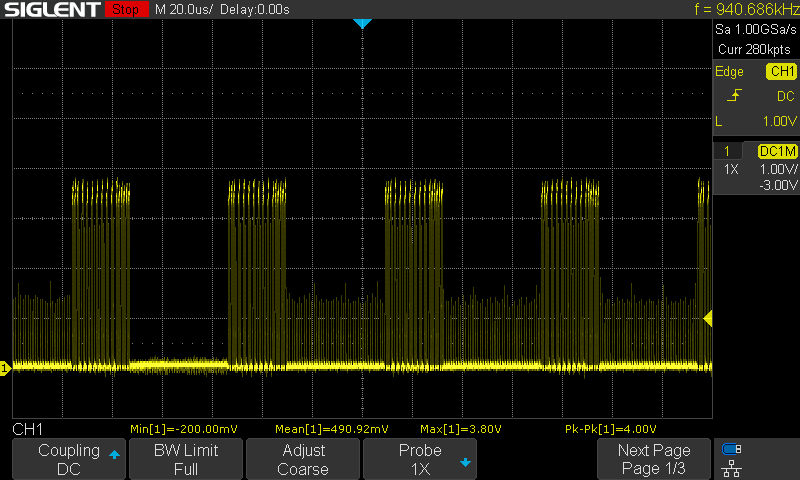 SIGLENT Stop M 20.0us/ Delay:0.00s f = 940.686kHz
Sa 1.00GSa/s
Curr 280kpts
Edge CH1
DC
L 1.00V
1 DC1M
1X 1.00V/
-3.00V
1
CH1 Min[1]=-200.00mV Mean[1]=490.92mV Max[1]=3.80V Pk-Pk[1]=4.00V
Coupling BW Limit Adjust Probe Next Page
DC Full Coarse 1X Page 1/3